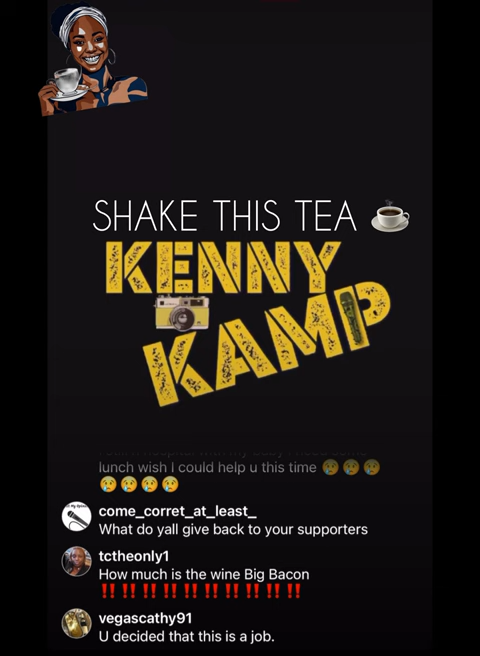 SHAKE THIS TEA ☕
KENNY
KAMP
lunch wish I could help u this time 😢😢😢
😢😢😢😢
come_corret_at_least_
What do yall give back to your supporters
tctheonly1
How much is the wine Big Bacon
‼️‼️‼️‼️‼️‼️‼️‼️‼️‼️
vegascathy91
U decided that this is a job.